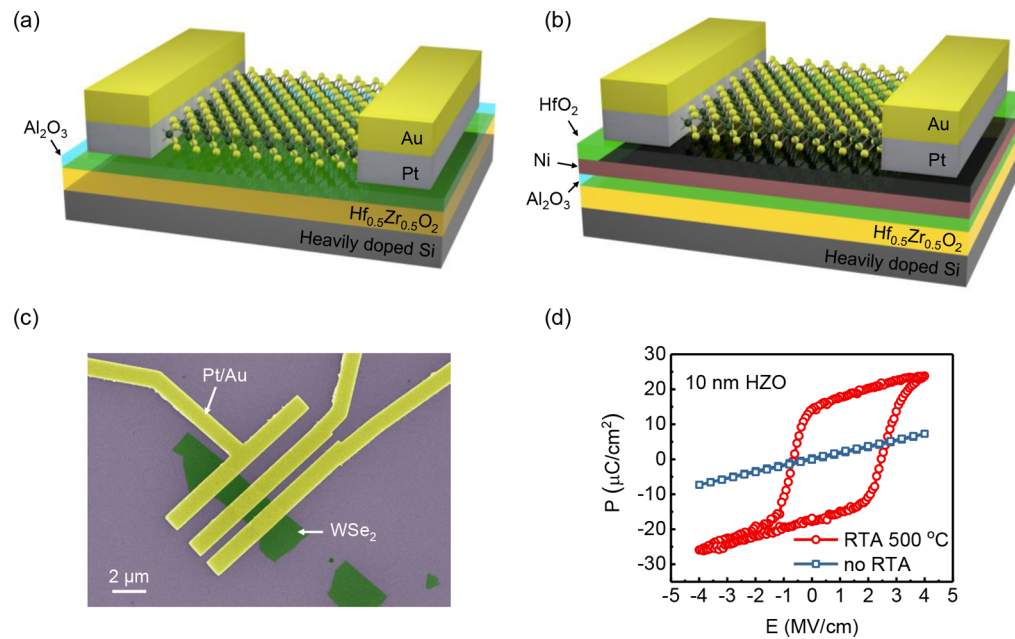 (a)
Al₂O₃
Au
Pt
Hf₀.₅Zr₀.₅O₂
Heavily doped Si
(b)
HfO₂
Ni
Al₂O₃
Au
Pt
Hf₀.₅Zr₀.₅O₂
Heavily doped Si
(c)
Pt/Au
WSe₂
2 μm
(d)
10 nm HZO
RTA 500 °C
no RTA
P (μC/cm²)
30
20
10
0
-10
-20
-30
-5 -4 -3 -2 -1 0 1 2 3 4 5
E (MV/cm)